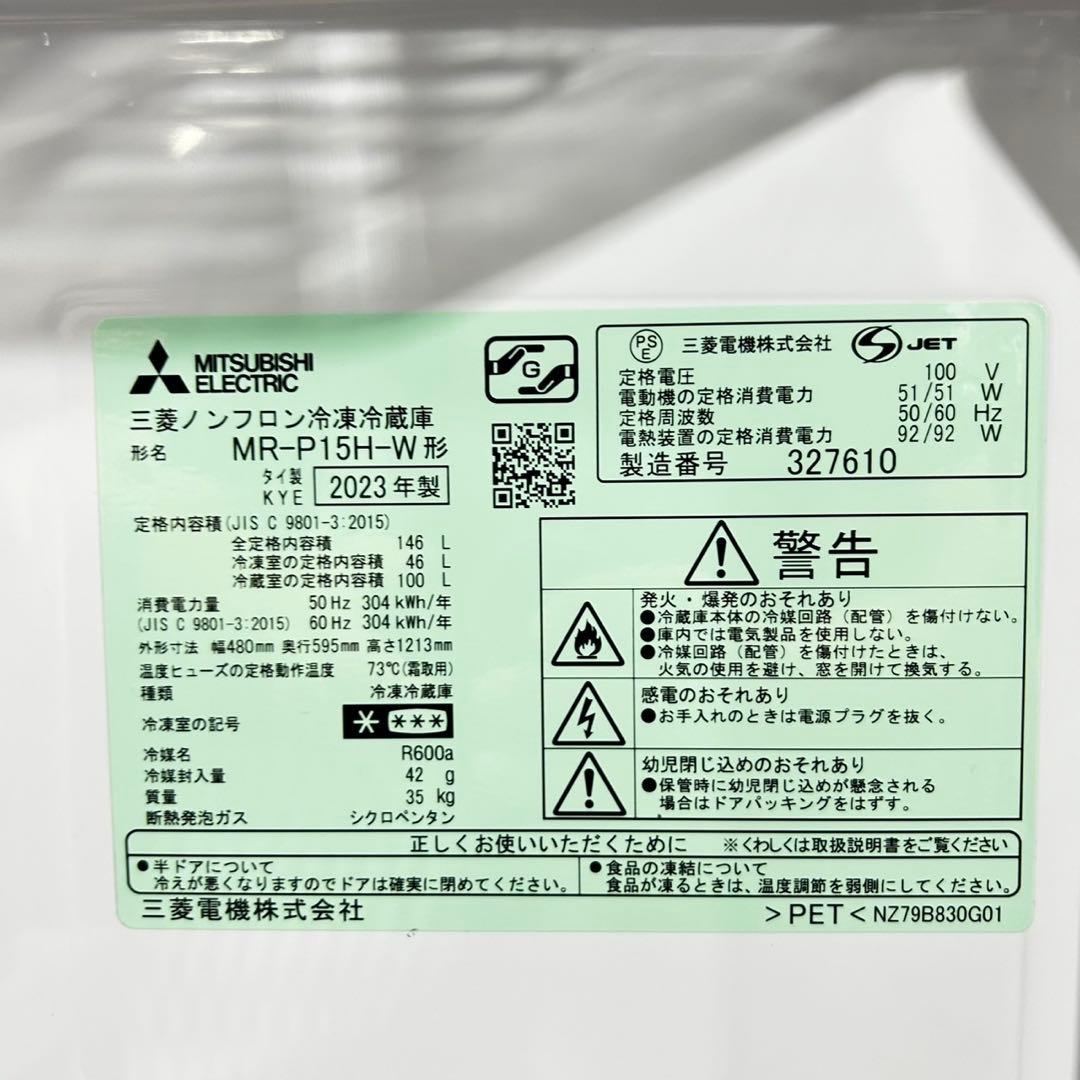 MITSUBISHI
ELECTRIC
三菱ノンフロン冷凍冷蔵庫
形名 MR-P15H-W形
タイ製
KYE 2023年製
定格内容積(JIS C 9801-3:2015)
全定格内容積 146 L
冷凍室の定格内容積 46 L
冷蔵室の定格内容積 100 L
消費電力量 50Hz 304kWh/年
(JIS C 9801-3:2015) 60Hz 304kWh/年
外形寸法 幅480mm 奥行595mm 高さ1213mm
温度ヒューズの定格動作温度 73℃(霜取用)
種類 冷凍冷蔵庫
冷凍室の記号 * ***
冷媒名 R600a
冷媒封入量 42 g
質量 35 kg
断熱発泡ガス シクロペンタン
G
PS
E
三菱電機株式会社 JET
定格電圧 100 V
電動機の定格消費電力 51/51 W
定格周波数 50/60 Hz
電熱装置の定格消費電力 92/92 W
製造番号 327610
警告
発火・爆発のおそれあり
●冷蔵庫本体の冷媒回路（配管）を傷付けない。
●庫内では電気製品を使用しない。
●冷媒回路（配管）を傷付けたときは、
火気の使用を避け、窓を開けて換気する。
感電のおそれあり
●お手入れのときは電源プラグを抜く。
幼児閉じ込めのおそれあり
●保管時に幼児閉じ込めが懸念される
場合はドアパッキングをはずす。
正しくお使いいただくために ※くわしくは取扱説明書をご覧ください
●半ドアについて
冷えが悪くなりますのでドアは確実に閉めてください。
●食品の凍結について
食品が凍るときは、温度調節を弱側にしてください。
三菱電機株式会社 >PET< NZ79B830G01